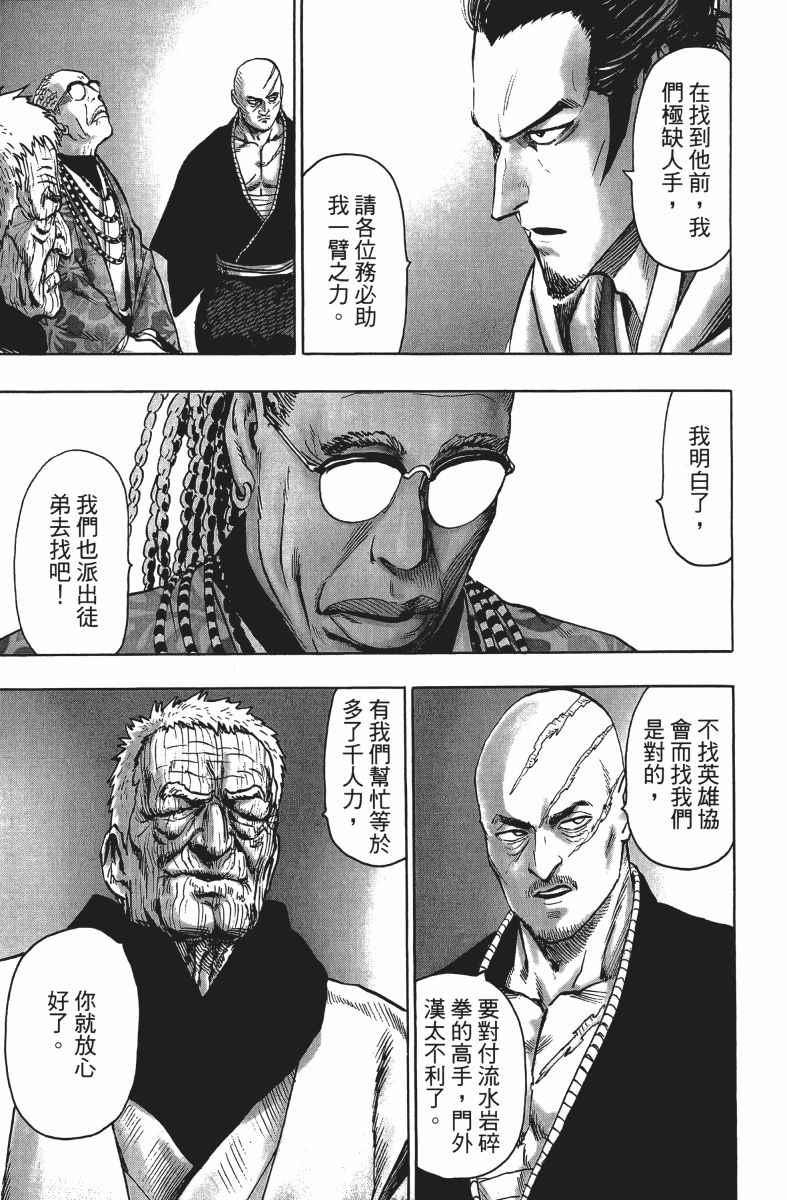 在找到他前，我
們極缺人手，
請各位務必助
我一臂之力。
我明白了，
我們也派出徒
弟去找吧！
不找英雄協
會而找我們
是對的，
要對付流水岩碎
拳的高手，門外
漢太不利了。
有我們幫忙等於
多了千人力，
你就放心
好了。